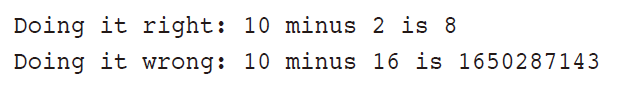 Doing it right: 10 minus 2 is 8
Doing it wrong: 10 minus 16 is 1650287143